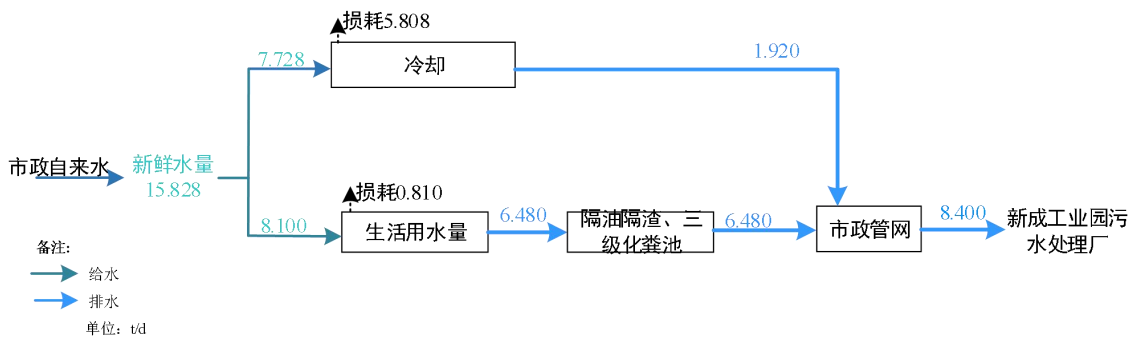 损耗5.808
7.728
冷却
1.920
市政自来水
新鲜水量
15.828
损耗0.810
8.100
生活用水量
6.480
隔油隔渣、三
级化粪池
6.480
市政管网
8.400
新成工业园污
水处理厂
备注:
给水
排水
单位：t/d